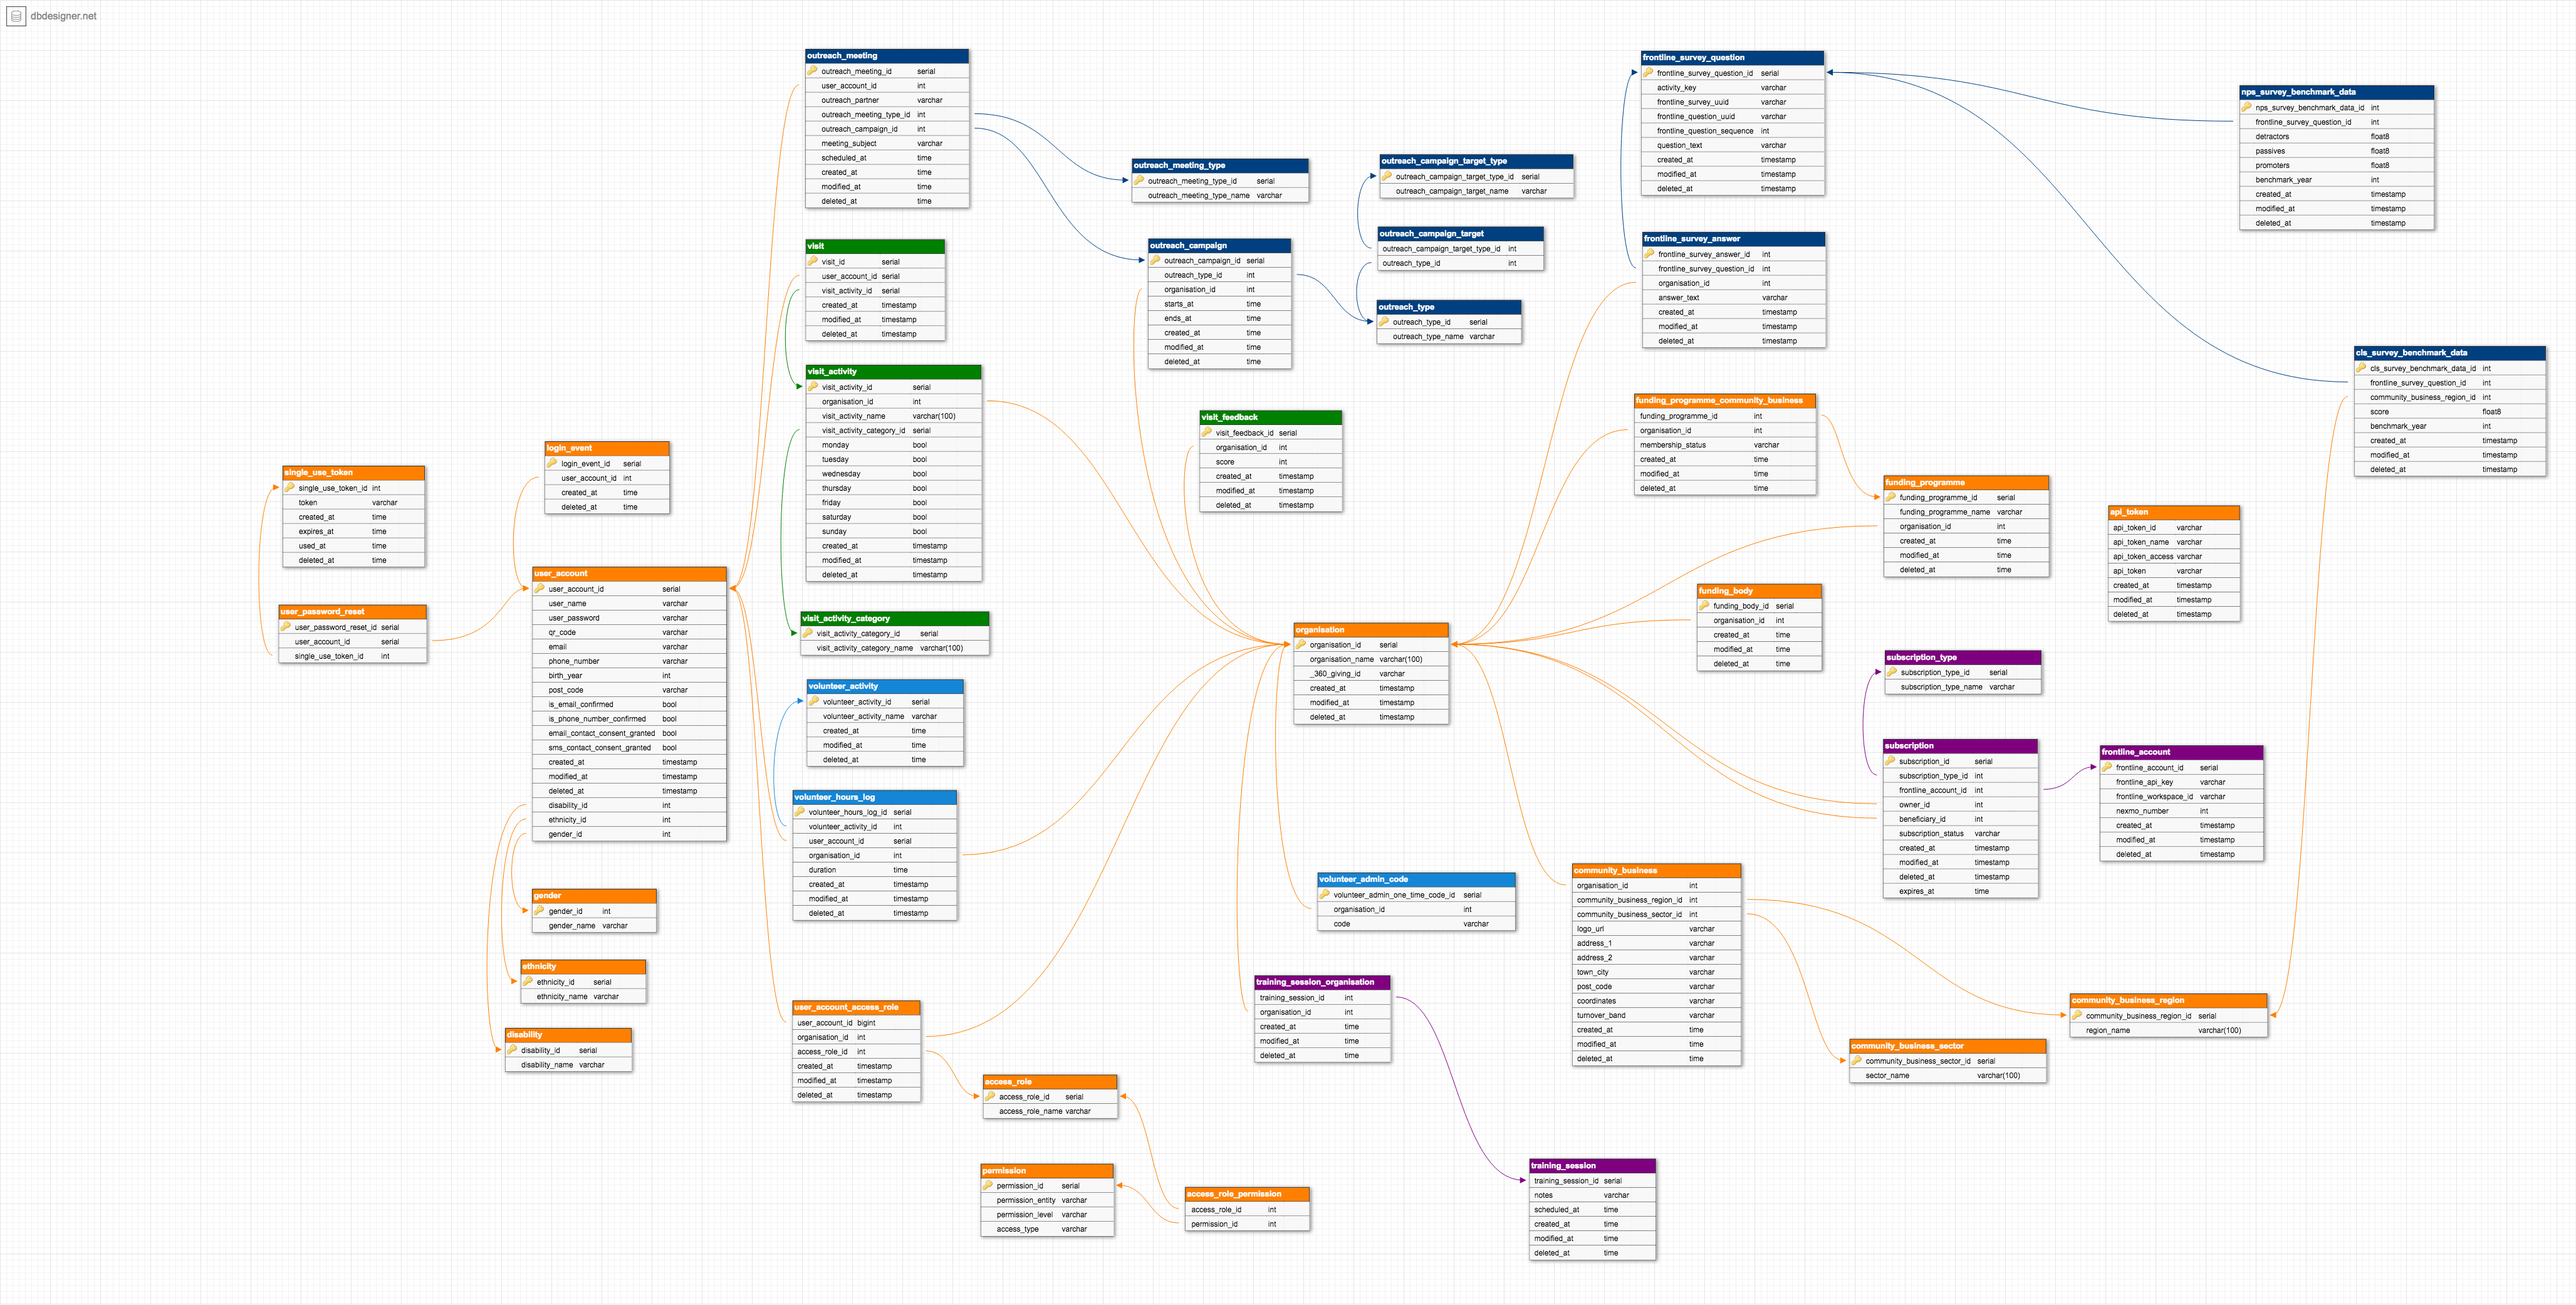 dbdesigner.net
outreach_meeting
outreach_meeting_id serial
user_account_id int
outreach_partner varchar
outreach_meeting_type_id int
outreach_campaign_id int
meeting_subject varchar
scheduled_at time
created_at time
modified_at time
deleted_at time
visit
visit_id serial
user_account_id serial
visit_activity_id serial
created_at timestamp
modified_at timestamp
deleted_at timestamp
visit_activity
visit_activity_id serial
organisation_id int
visit_activity_name varchar(100)
visit_activity_category_id serial
monday bool
tuesday bool
wednesday bool
thursday bool
friday bool
saturday bool
sunday bool
created_at timestamp
modified_at timestamp
deleted_at timestamp
visit_activity_category
visit_activity_category_id serial
visit_activity_category_name varchar(100)
volunteer_activity
volunteer_activity_id serial
volunteer_activity_name varchar
created_at time
modified_at time
deleted_at time
volunteer_hours_log
volunteer_hours_log_id serial
volunteer_activity_id int
user_account_id serial
organisation_id int
duration time
created_at timestamp
modified_at timestamp
deleted_at timestamp
user_account_access_role
user_account_id bigint
organisation_id int
access_role_id int
created_at timestamp
modified_at timestamp
deleted_at timestamp
access_role
access_role_id serial
access_role_name varchar
permission
permission_id serial
permission_entity varchar
permission_level varchar
access_type varchar
access_role_permission
access_role_id int
permission_id int
single_use_token
single_use_token_id int
token varchar
created_at time
expires_at time
used_at time
deleted_at time
user_password_reset
user_password_reset_id serial
user_account_id serial
single_use_token_id int
login_event
login_event_id serial
user_account_id int
created_at time
deleted_at time
user_account
user_account_id serial
user_name varchar
user_password varchar
qr_code varchar
email varchar
phone_number varchar
birth_year int
post_code varchar
is_email_confirmed bool
is_phone_number_confirmed bool
email_contact_consent_granted bool
sms_contact_consent_granted bool
created_at timestamp
modified_at timestamp
deleted_at timestamp
disability_id int
ethnicity_id int
gender_id int
gender
gender_id int
gender_name varchar
ethnicity
ethnicity_id serial
ethnicity_name varchar
disability
disability_id serial
disability_name varchar
outreach_meeting_type
outreach_meeting_type_id serial
outreach_meeting_type_name varchar
outreach_campaign
outreach_campaign_id serial
outreach_type_id int
organisation_id int
starts_at time
ends_at time
created_at time
modified_at time
deleted_at time
outreach_campaign_target_type
outreach_campaign_target_type_id serial
outreach_campaign_target_name varchar
outreach_campaign_target
outreach_campaign_target_type_id int
outreach_type_id int
outreach_type
outreach_type_id serial
outreach_type_name varchar
visit_feedback
visit_feedback_id serial
organisation_id int
score int
created_at timestamp
modified_at timestamp
deleted_at timestamp
organisation
organisation_id serial
organisation_name varchar(100)
_360_giving_id varchar
created_at timestamp
modified_at timestamp
deleted_at timestamp
volunteer_admin_code
volunteer_admin_one_time_code_id serial
organisation_id int
code varchar
training_session_organisation
training_session_id int
organisation_id int
created_at time
modified_at time
deleted_at time
training_session
training_session_id serial
notes varchar
scheduled_at time
created_at time
modified_at time
deleted_at time
frontline_survey_question
frontline_survey_question_id serial
activity_key varchar
frontline_survey_uuid varchar
frontline_question_uuid varchar
frontline_question_sequence int
question_text varchar
created_at timestamp
modified_at timestamp
deleted_at timestamp
frontline_survey_answer
frontline_survey_answer_id int
frontline_survey_question_id int
organisation_id int
answer_text varchar
created_at timestamp
modified_at timestamp
deleted_at timestamp
funding_programme_community_business
funding_programme_id int
organisation_id int
membership_status varchar
created_at time
modified_at time
deleted_at time
funding_programme
funding_programme_id serial
funding_programme_name varchar
organisation_id int
created_at time
modified_at time
deleted_at time
funding_body
funding_body_id serial
organisation_id int
created_at time
modified_at time
deleted_at time
subscription_type
subscription_type_id serial
subscription_type_name varchar
subscription
subscription_id serial
subscription_type_id int
frontline_account_id int
owner_id int
beneficiary_id int
subscription_status varchar
created_at timestamp
modified_at timestamp
deleted_at timestamp
expires_at time
community_business
organisation_id int
community_business_region_id int
community_business_sector_id int
logo_url varchar
address_1 varchar
address_2 varchar
town_city varchar
post_code varchar
coordinates varchar
turnover_band varchar
created_at time
modified_at time
deleted_at time
community_business_sector
community_business_sector_id serial
sector_name varchar(100)
community_business_region
community_business_region_id serial
region_name varchar(100)
nps_survey_benchmark_data
nps_survey_benchmark_data_id int
frontline_survey_question_id int
detractors float8
passives float8
promoters float8
benchmark_year int
created_at timestamp
modified_at timestamp
deleted_at timestamp
cls_survey_benchmark_data
cls_survey_benchmark_data_id int
frontline_survey_question_id int
community_business_region_id int
score float8
benchmark_year int
created_at timestamp
modified_at timestamp
deleted_at timestamp
api_token
api_token_id varchar
api_token_name varchar
api_token_access varchar
api_token varchar
created_at timestamp
modified_at timestamp
deleted_at timestamp
frontline_account
frontline_account_id serial
frontline_api_key varchar
frontline_workspace_id varchar
nexmo_number int
created_at timestamp
modified_at timestamp
deleted_at timestamp